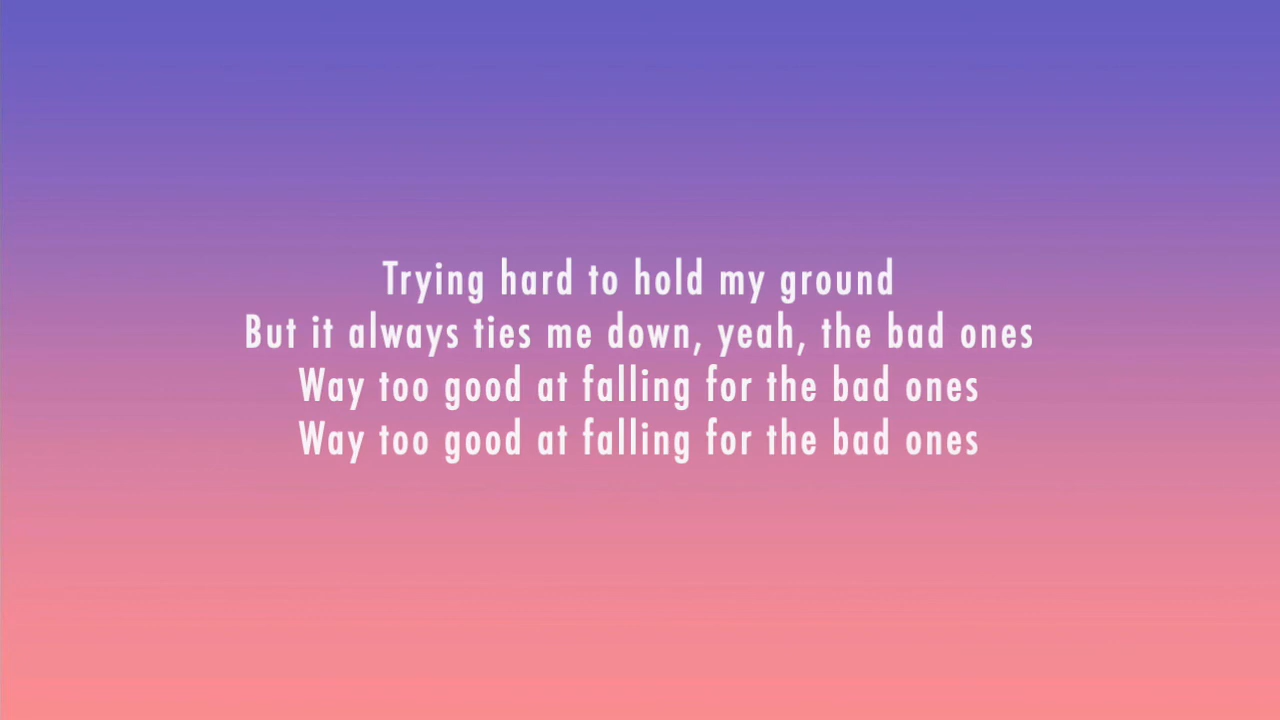 Trying hard to hold my ground
But it always ties me down, yeah, the bad ones
Way too good at falling for the bad ones
Way too good at falling for the bad ones